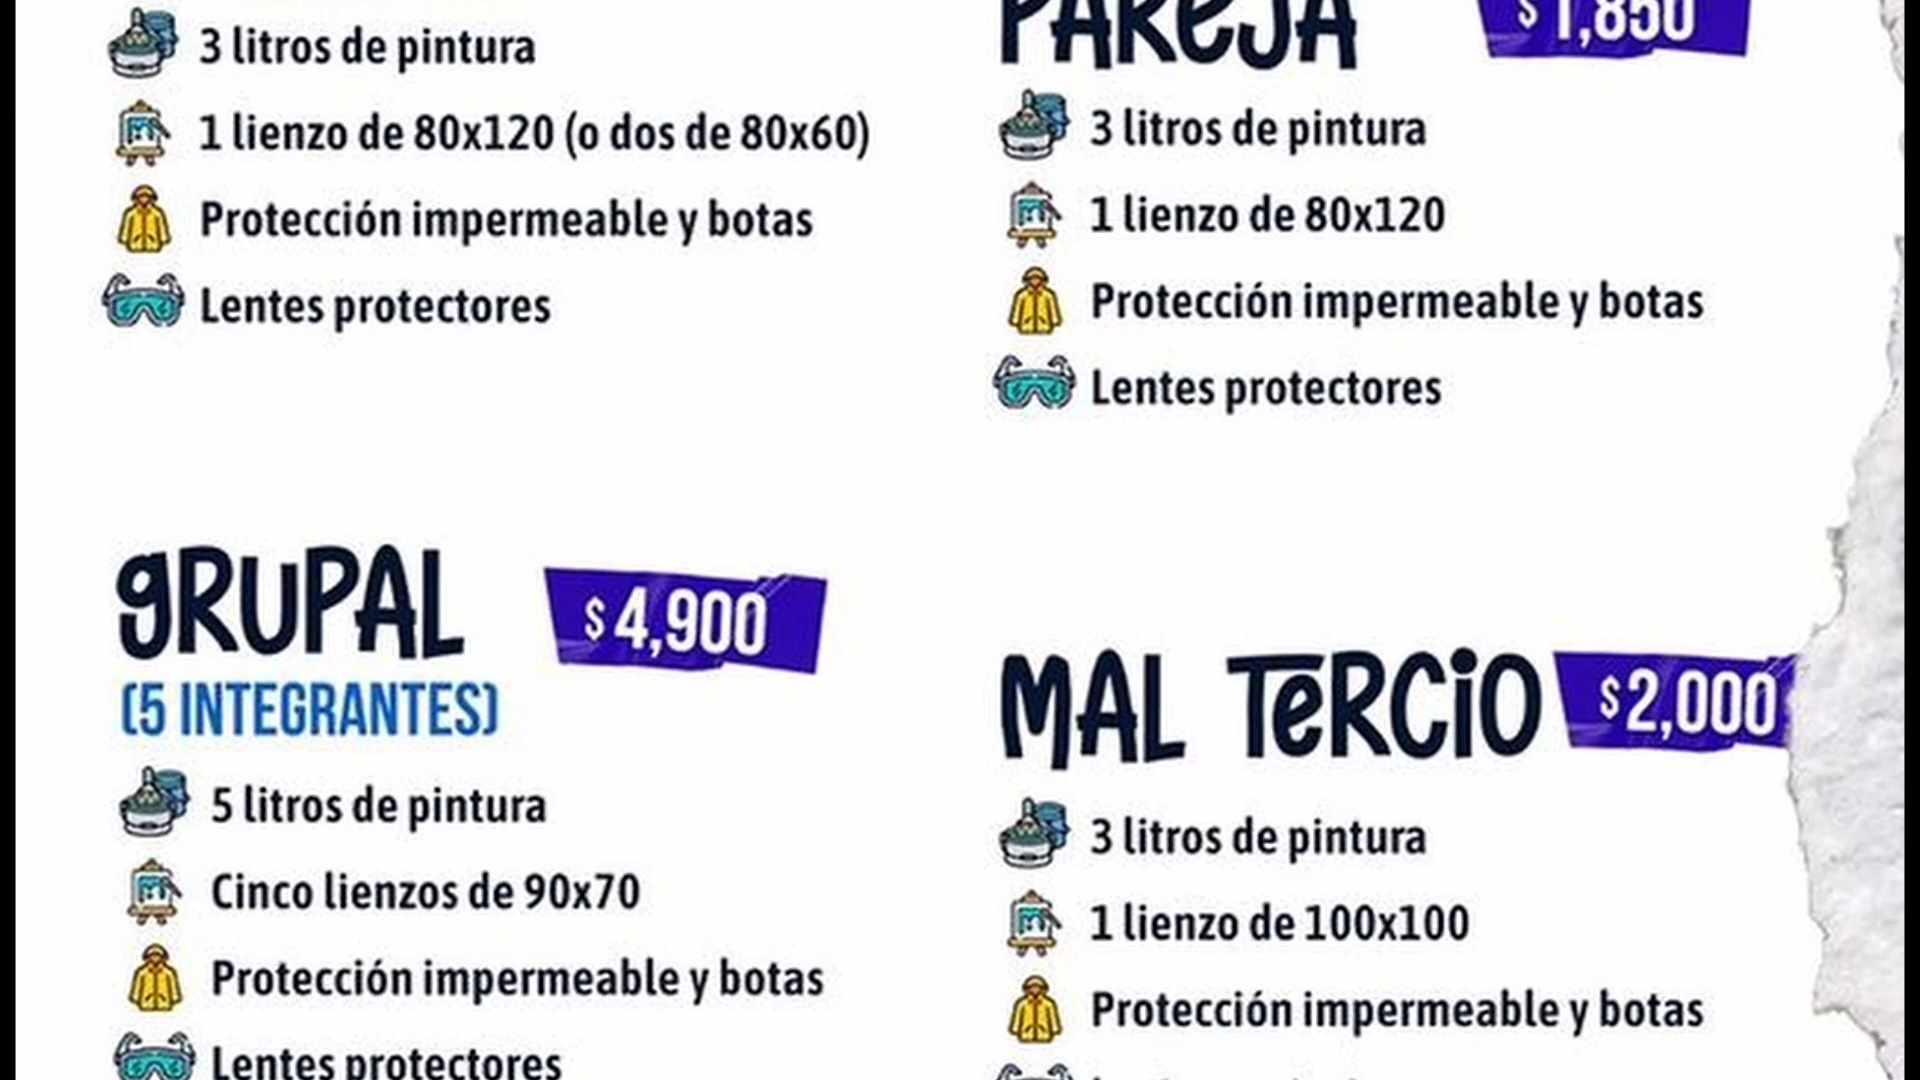 3 litros de pintura
1 lienzo de 80x120 (o dos de 80x60)
Protección impermeable y botas
Lentes protectores
PAReJA
$1,850
3 litros de pintura
1 lienzo de 80x120
Protección impermeable y botas
Lentes protectores
gRUPAL
$4,900
(5 INTEGRANTES)
5 litros de pintura
Cinco lienzos de 90x70
Protección impermeable y botas
Lentes protectores
MAL TeRCiO
$2,000
3 litros de pintura
1 lienzo de 100x100
Protección impermeable y botas